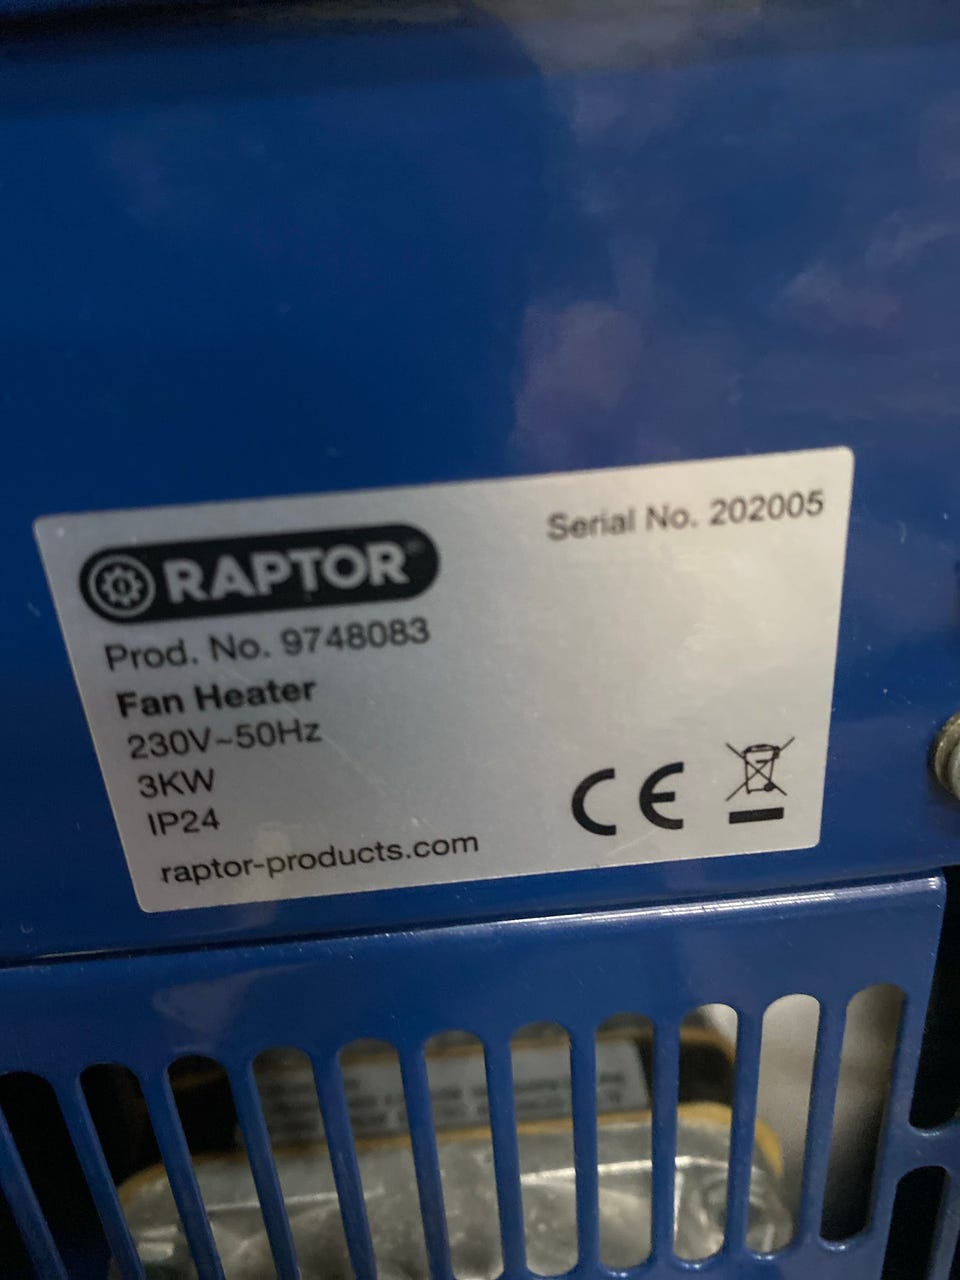 RAPTOR
Serial No. 202005
Prod. No. 9748083
Fan Heater
230V~50Hz
3KW
IP24
raptor-products.com
CE